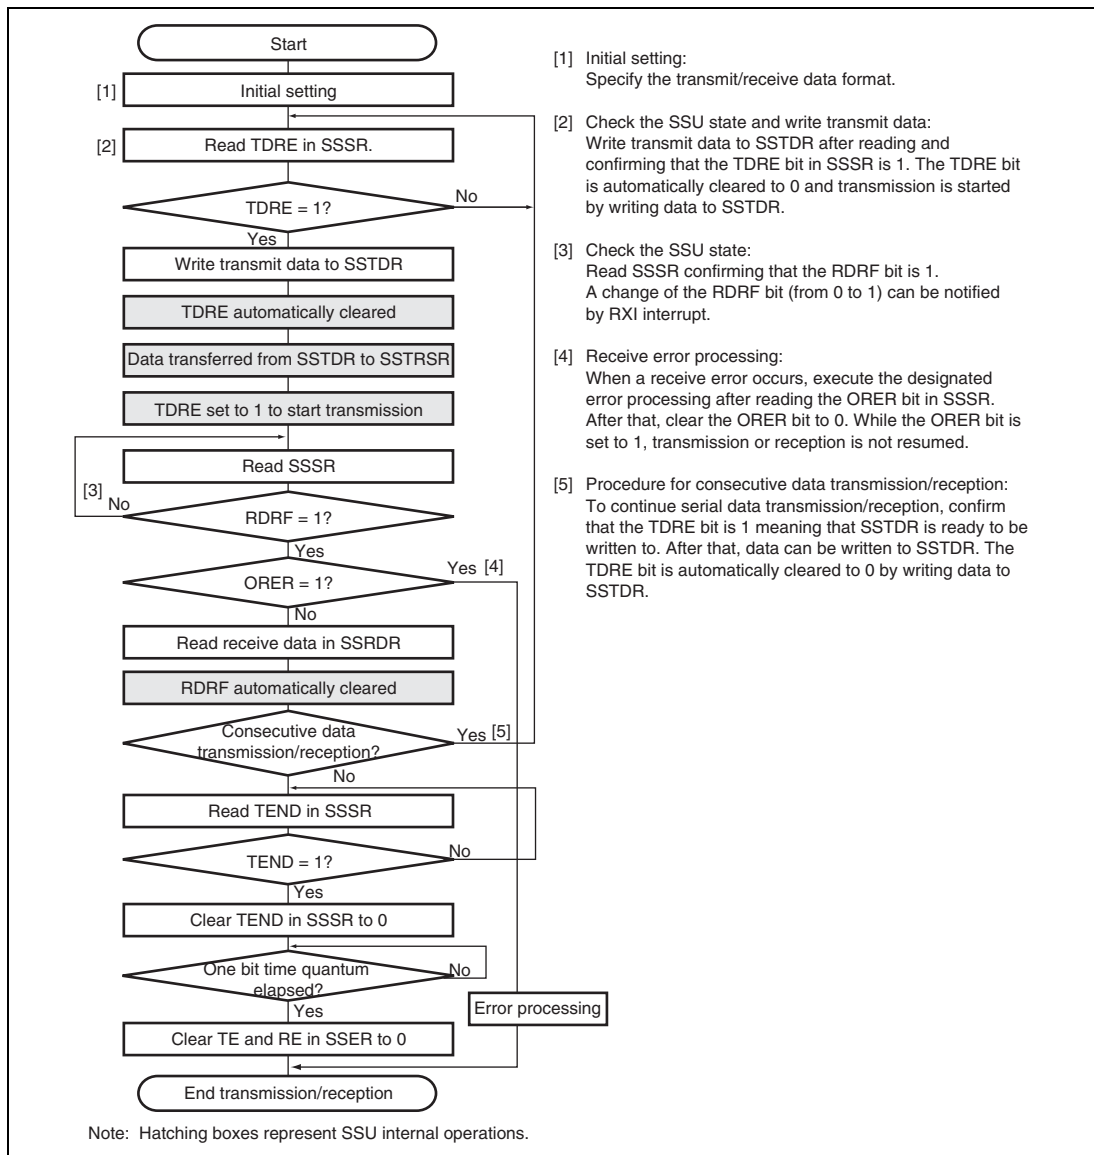 Start
[1] Initial setting
[2] Read TDRE in SSSR.
TDRE = 1?
No
Yes
Write transmit data to SSTDR
TDRE automatically cleared
Data transferred from SSTDR to SSTRSR
TDRE set to 1 to start transmission
Read SSSR
[3]
No
RDRF = 1?
Yes
Yes [4]
ORER = 1?
No
Read receive data in SSRDR
RDRF automatically cleared
Consecutive data
transmission/reception?
Yes [5]
No
Read TEND in SSSR
No
TEND = 1?
Yes
Clear TEND in SSSR to 0
One bit time quantum
elapsed?
No
Yes
Error processing
Clear TE and RE in SSER to 0
End transmission/reception
[1] Initial setting:
Specify the transmit/receive data format.
[2] Check the SSU state and write transmit data:
Write transmit data to SSTDR after reading and
confirming that the TDRE bit in SSSR is 1. The TDRE bit
is automatically cleared to 0 and transmission is started
by writing data to SSTDR.
[3] Check the SSU state:
Read SSSR confirming that the RDRF bit is 1.
A change of the RDRF bit (from 0 to 1) can be notified
by RXI interrupt.
[4] Receive error processing:
When a receive error occurs, execute the designated
error processing after reading the ORER bit in SSSR.
After that, clear the ORER bit to 0. While the ORER bit is
set to 1, transmission or reception is not resumed.
[5] Procedure for consecutive data transmission/reception:
To continue serial data transmission/reception, confirm
that the TDRE bit is 1 meaning that SSTDR is ready to be
written to. After that, data can be written to SSTDR. The
TDRE bit is automatically cleared to 0 by writing data to
SSTDR.
Note: Hatching boxes represent SSU internal operations.